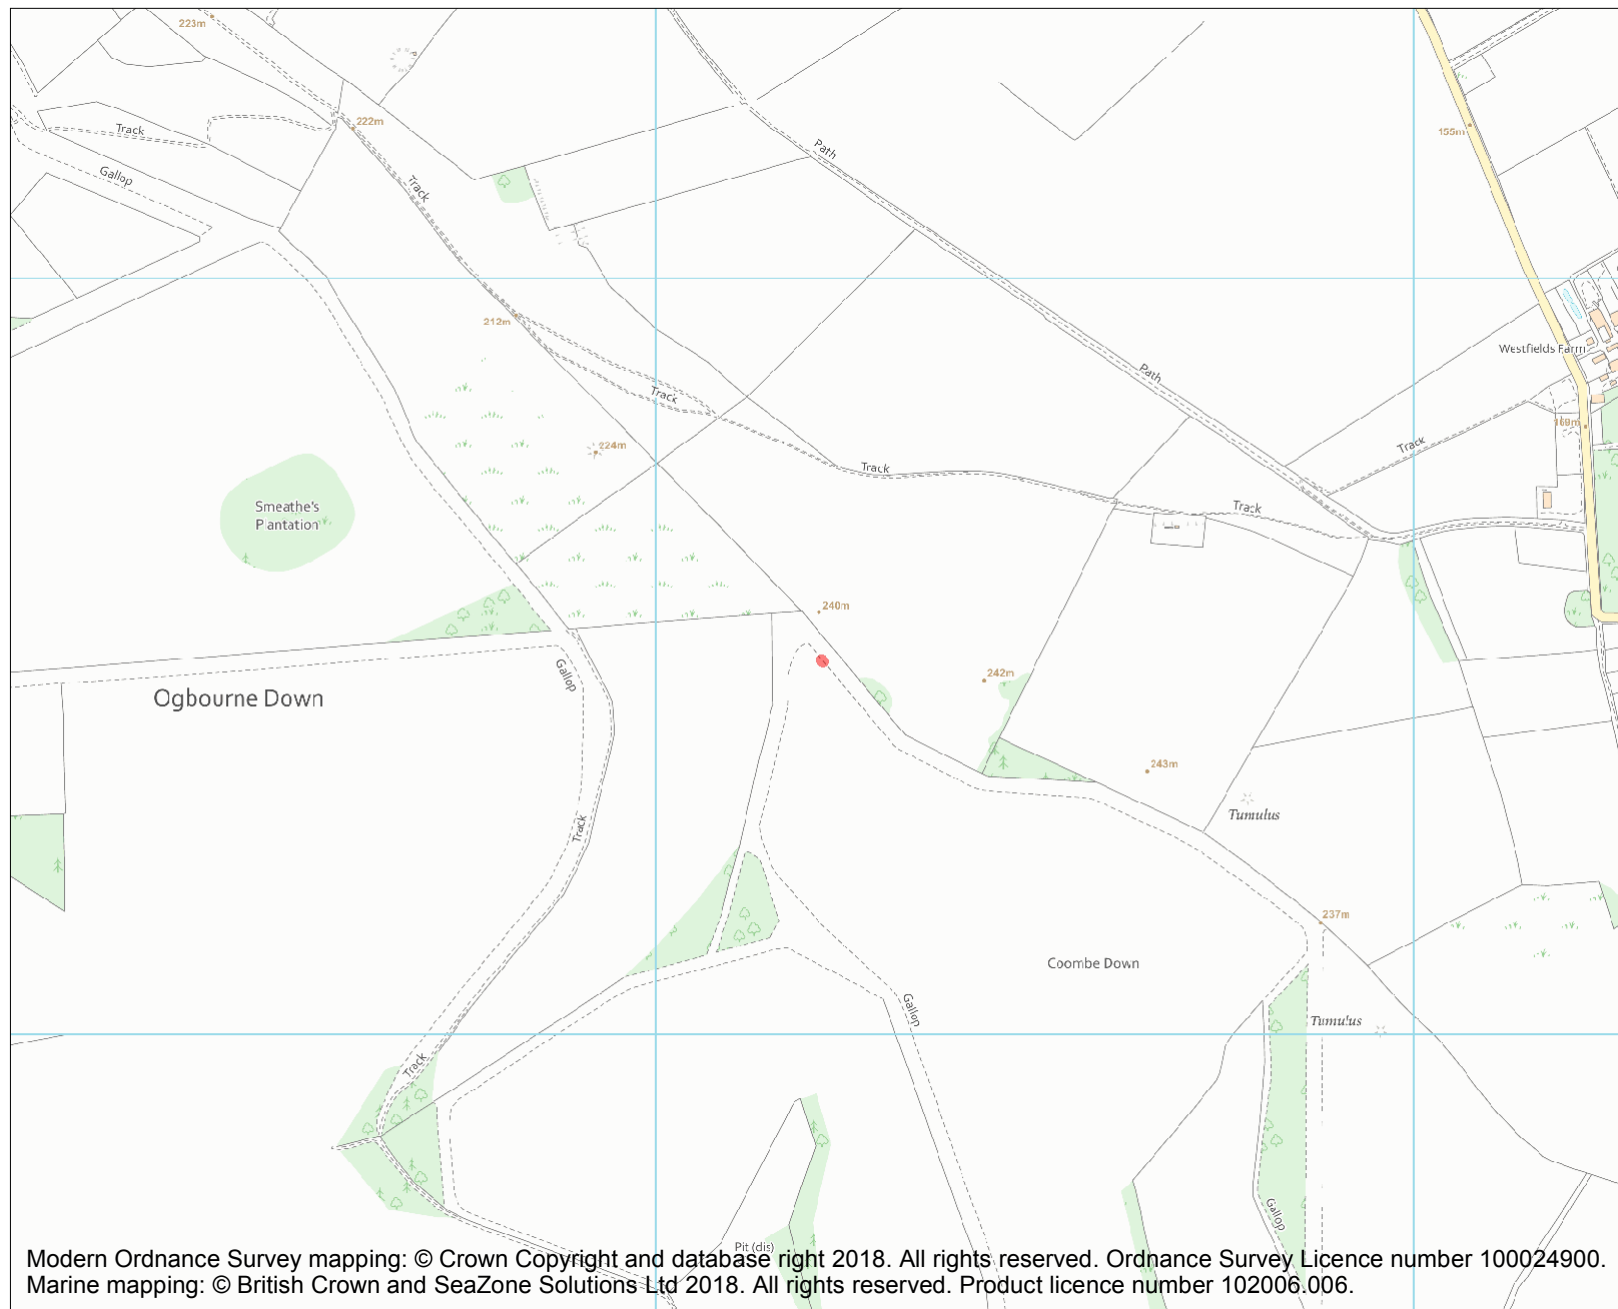 223m
222m
Track
Gallop
Track
Path
155m
212m
Westfields Farm
Path
Track
169m
224m
Track
Track
Track
Smeathe's
Plantation
240m
242m
Gallop
Ogbourne Down
243m
Tumulus
Track
237m
Coombe Down
Gallop
Tumulus
Track
Gallop
Pit (dis)
Modern Ordnance Survey mapping: © Crown Copyright and database right 2018. All rights reserved. Ordnance Survey Licence number 100024900.
Marine mapping: © British Crown and SeaZone Solutions Ltd 2018. All rights reserved. Product licence number 102006.006.